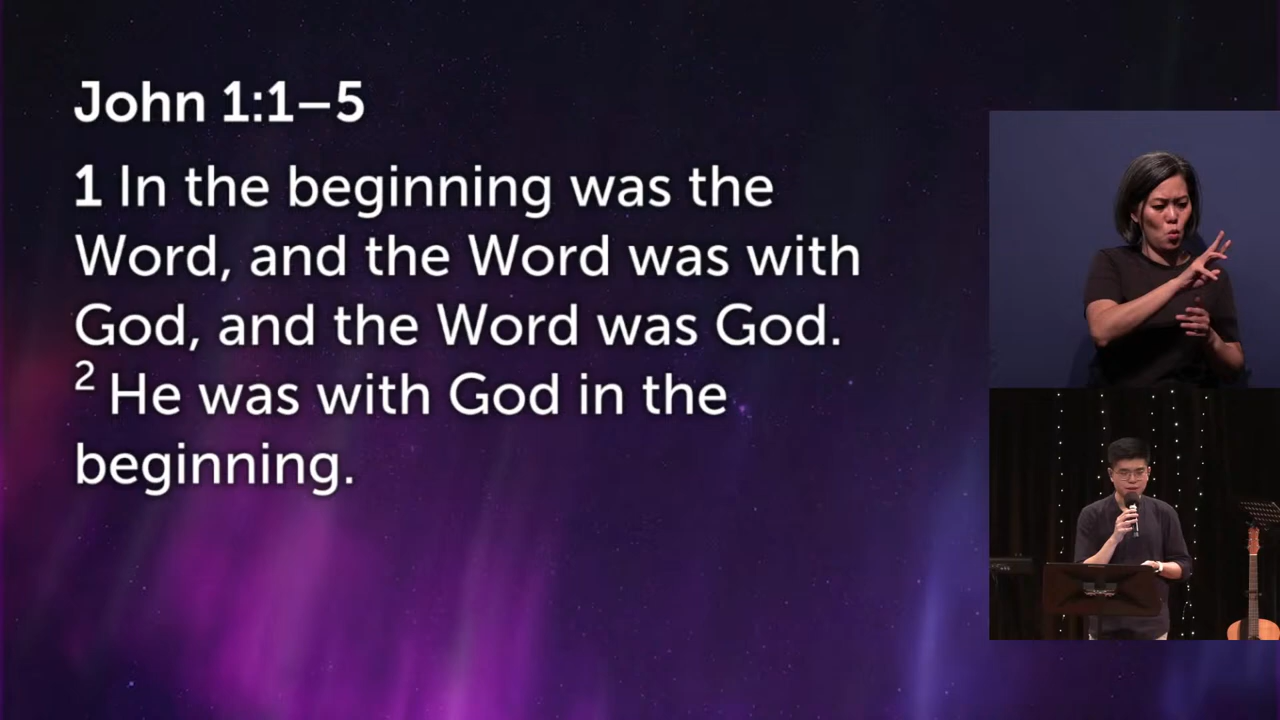 John 1:1–5
1 In the beginning was the
Word, and the Word was with
God, and the Word was God.
2 He was with God in the
beginning.